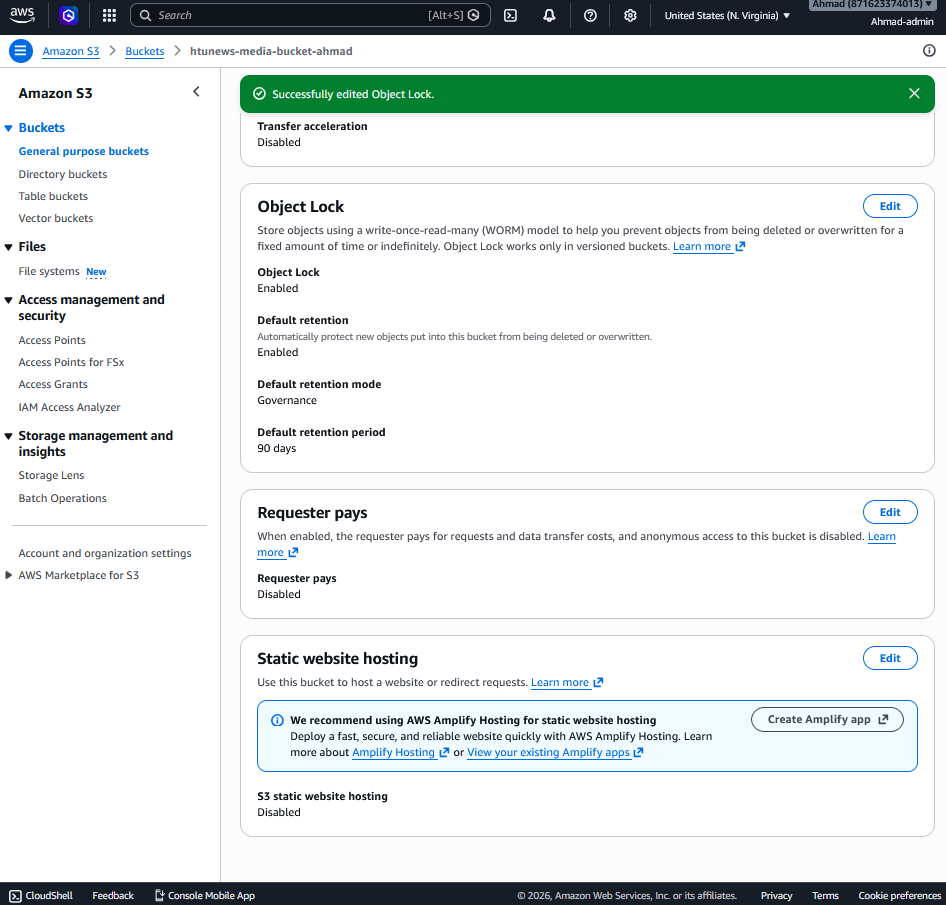 aws
Search
[Alt+S]
United States (N. Virginia)
Ahmad (871623374013)
Ahmad-admin
Amazon S3
Buckets
htunews-media-bucket-ahmad
Amazon S3
Buckets
General purpose buckets
Directory buckets
Table buckets
Vector buckets
Files
File systems New
Access management and
security
Access Points
Access Points for FSx
Access Grants
IAM Access Analyzer
Storage management and
insights
Storage Lens
Batch Operations
Account and organization settings
AWS Marketplace for S3
Successfully edited Object Lock.
Transfer acceleration
Disabled
Object Lock
Edit
Store objects using a write-once-read-many (WORM) model to help you prevent objects from being deleted or overwritten for a
fixed amount of time or indefinitely. Object Lock works only in versioned buckets. Learn more
Object Lock
Enabled
Default retention
Automatically protect new objects put into this bucket from being deleted or overwritten.
Enabled
Default retention mode
Governance
Default retention period
90 days
Requester pays
Edit
When enabled, the requester pays for requests and data transfer costs, and anonymous access to this bucket is disabled. Learn
more
Requester pays
Disabled
Static website hosting
Edit
Use this bucket to host a website or redirect requests. Learn more
We recommend using AWS Amplify Hosting for static website hosting
Create Amplify app
Deploy a fast, secure, and reliable website quickly with AWS Amplify Hosting. Learn
more about Amplify Hosting or View your existing Amplify apps
S3 static website hosting
Disabled
CloudShell
Feedback
Console Mobile App
© 2026, Amazon Web Services, Inc. or its affiliates.
Privacy
Terms
Cookie preferences